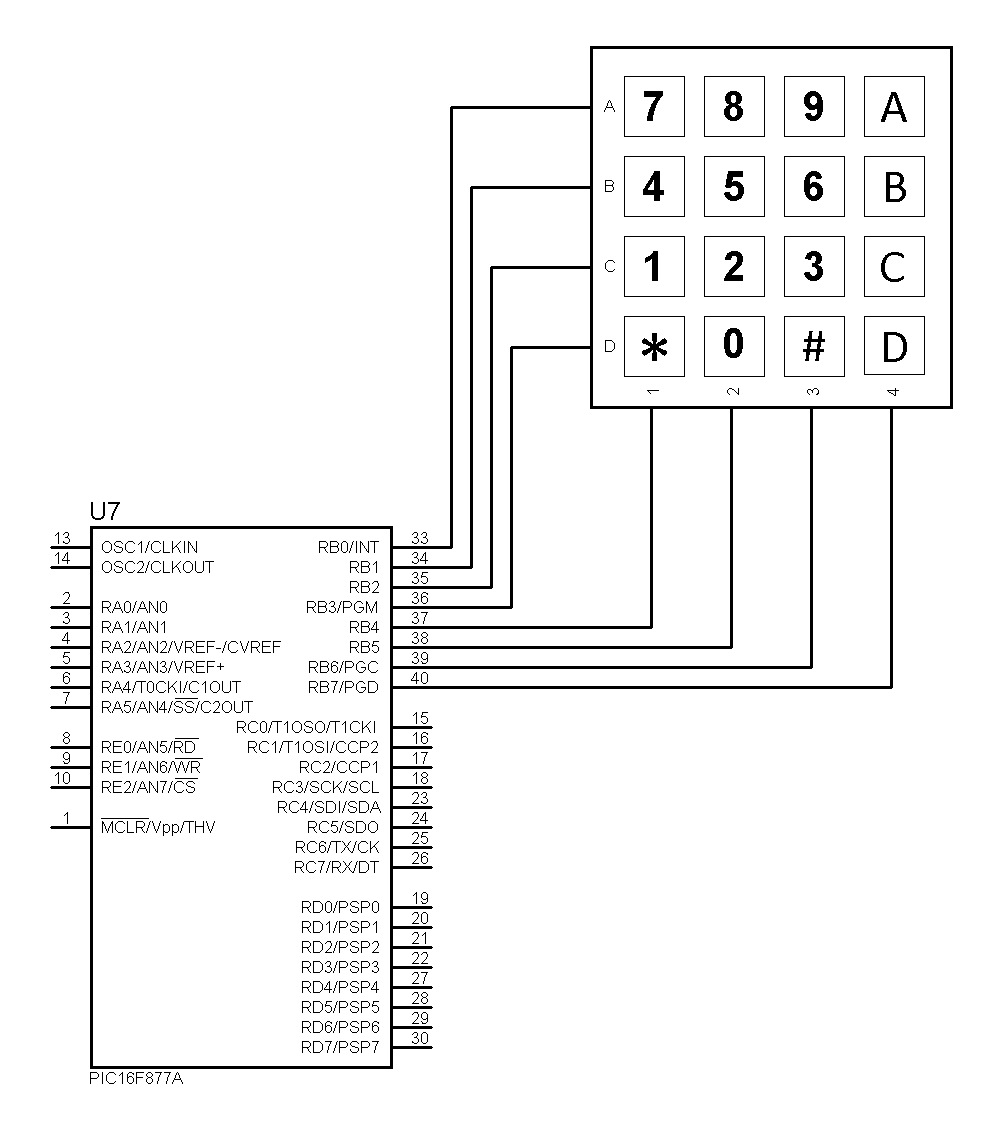 A 7 8 9 A
B 4 5 6 B
C 1 2 3 C
D * 0 # D
1 2 3 4
U7
13 OSC1/CLKIN RB0/INT 33
14 OSC2/CLKOUT RB1 34
RB2 35
2 RA0/AN0 RB3/PGM 36
3 RA1/AN1 RB4 37
4 RA2/AN2/VREF-/CVREF RB5 38
5 RA3/AN3/VREF+ RB6/PGC 39
6 RA4/T0CKI/C1OUT RB7/PGD 40
7 RA5/AN4/SS/C2OUT
RC0/T1OSO/T1CKI 15
8 RE0/AN5/RD RC1/T1OSI/CCP2 16
9 RE1/AN6/WR RC2/CCP1 17
10 RE2/AN7/CS RC3/SCK/SCL 18
RC4/SDI/SDA 23
1 MCLR/Vpp/THV RC5/SDO 24
RC6/TX/CK 25
RC7/RX/DT 26
RD0/PSP0 19
RD1/PSP1 20
RD2/PSP2 21
RD3/PSP3 22
RD4/PSP4 27
RD5/PSP5 28
RD6/PSP6 29
RD7/PSP7 30
PIC16F877A